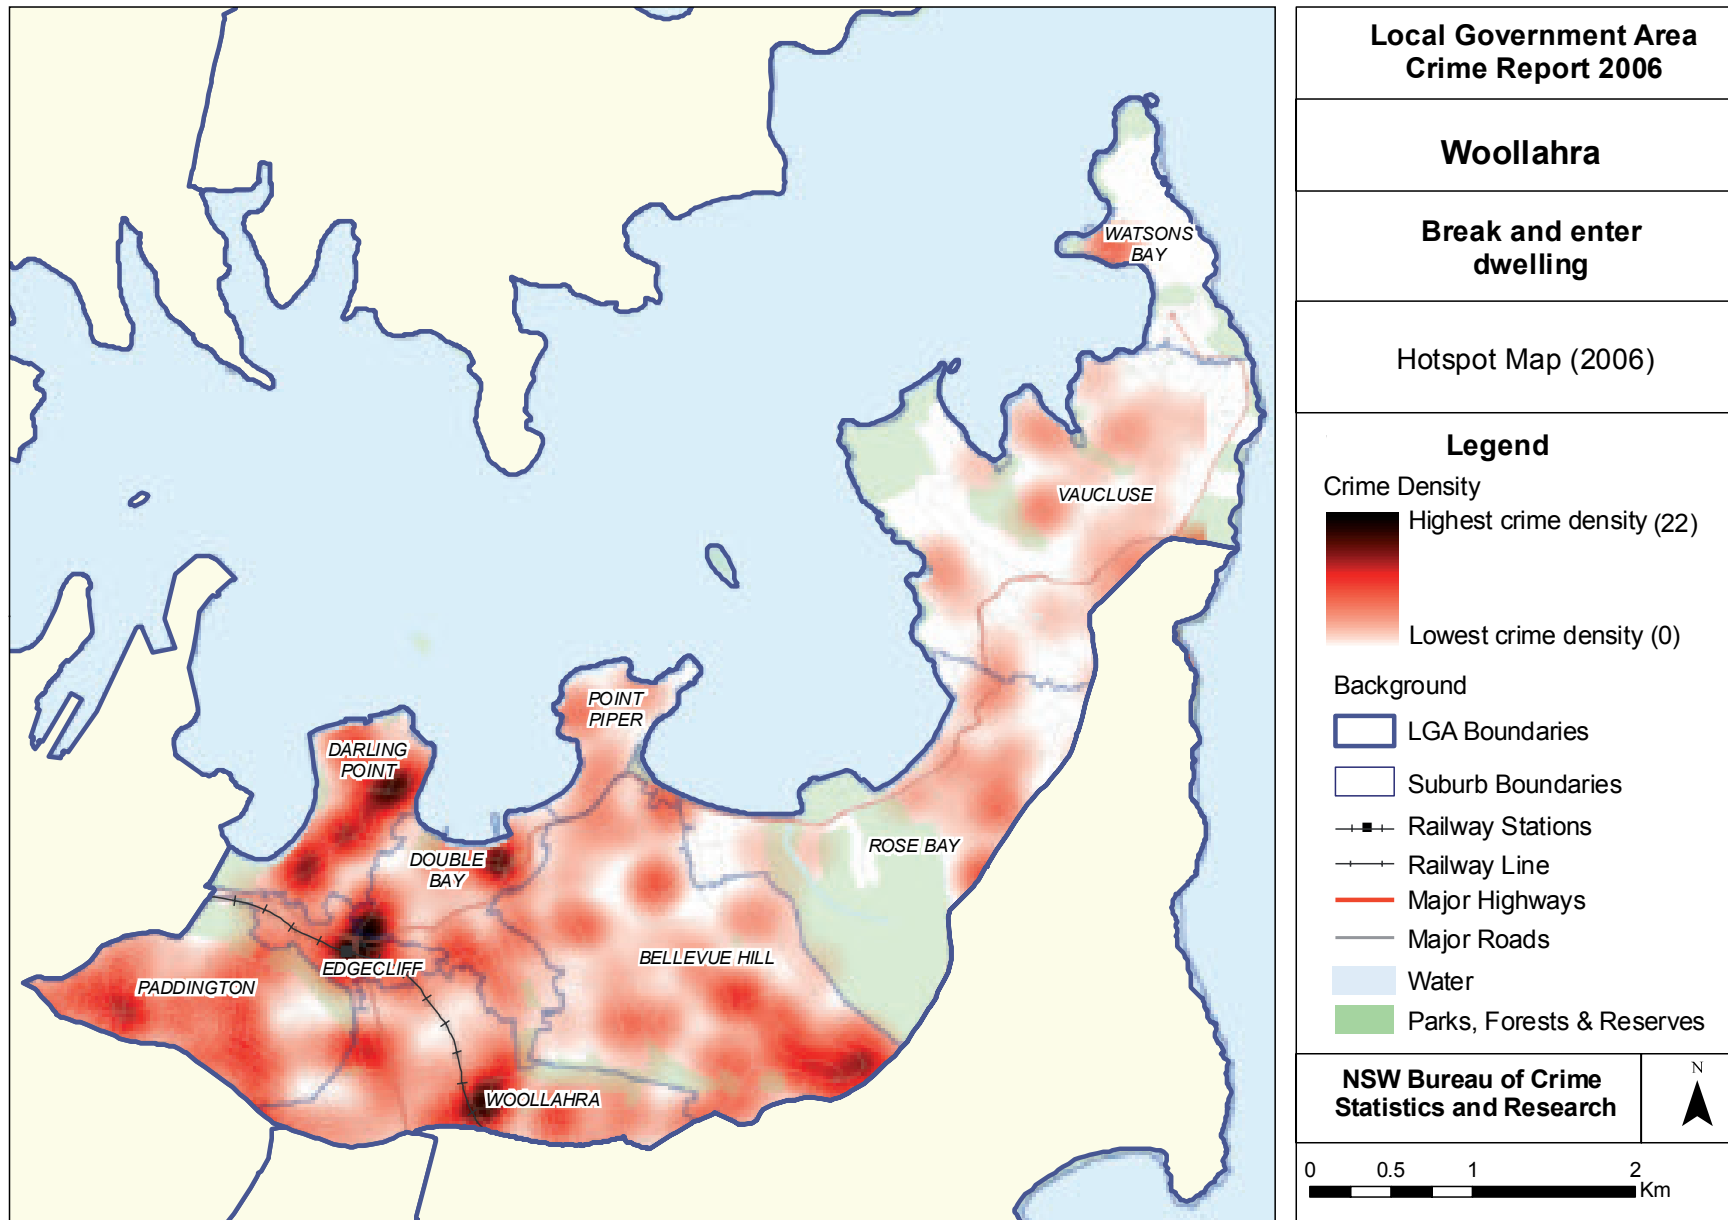 Local Government Area
Crime Report 2006
Woollahra
Break and enter
dwelling
Hotspot Map (2006)
Legend
Crime Density
Highest crime density (22)
Lowest crime density (0)
Background
LGA Boundaries
Suburb Boundaries
Railway Stations
Railway Line
Major Highways
Major Roads
Water
Parks, Forests & Reserves
NSW Bureau of Crime
Statistics and Research
N
0 0.5 1 2
Km
WATSONS
BAY
VAUCLUSE
POINT
PIPER
DARLING
POINT
DOUBLE
BAY
ROSE BAY
EDGECLIFF
BELLEVUE HILL
PADDINGTON
WOOLLAHRA